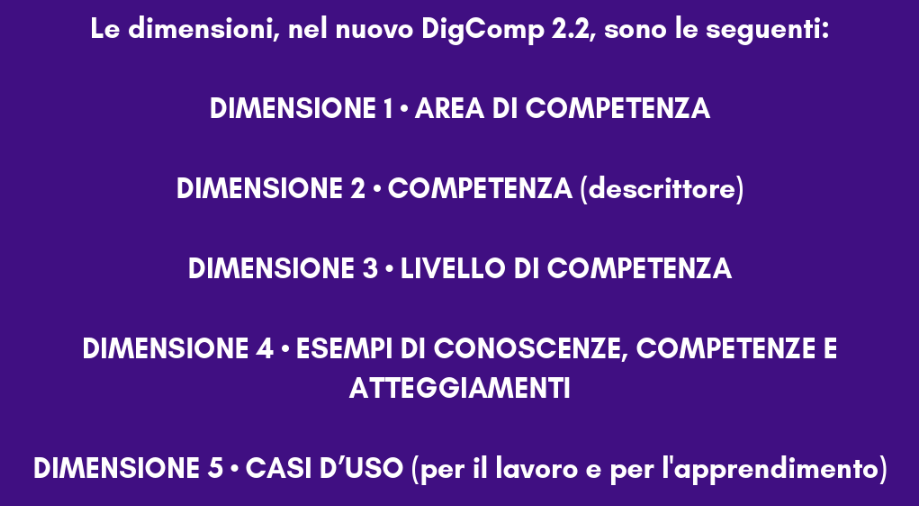 Le dimensioni, nel nuovo DigComp 2.2, sono le seguenti:
DIMENSIONE 1 • AREA DI COMPETENZA
DIMENSIONE 2 • COMPETENZA (descrittore)
DIMENSIONE 3 • LIVELLO DI COMPETENZA
DIMENSIONE 4 • ESEMPI DI CONOSCENZE, COMPETENZE E
ATTEGGIAMENTI
DIMENSIONE 5 • CASI D’USO (per il lavoro e per l'apprendimento)